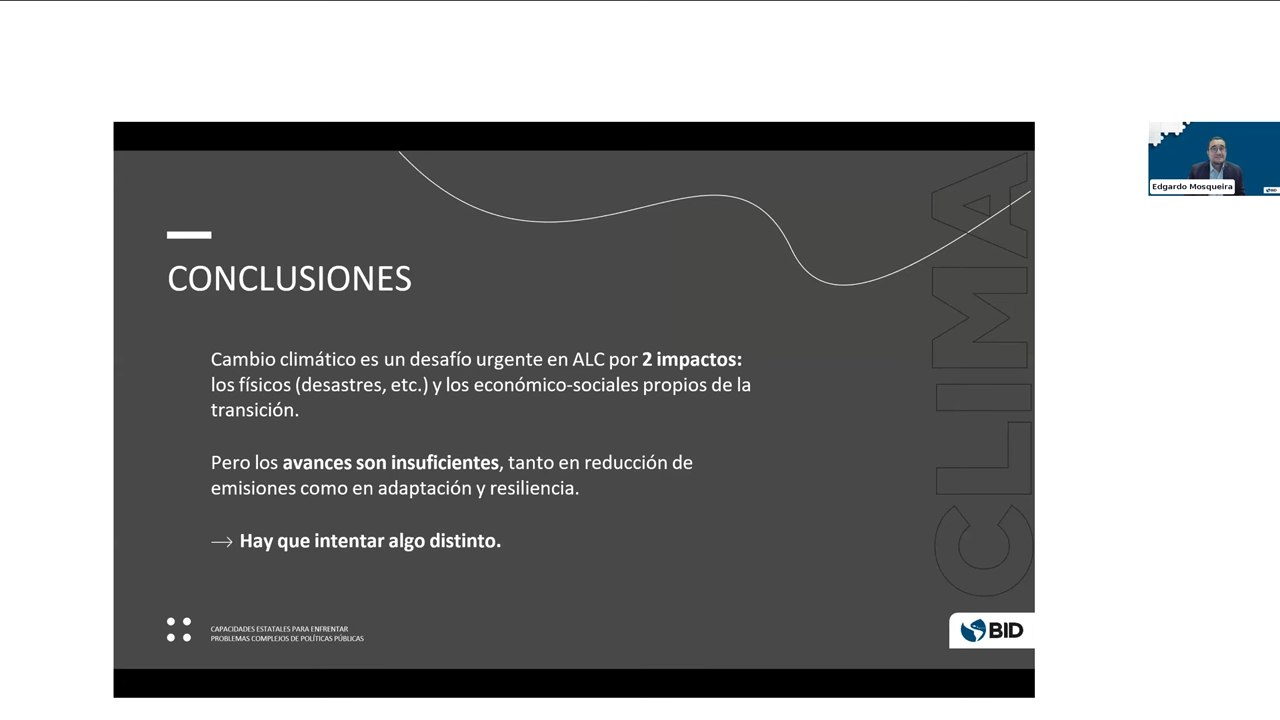 CONCLUSIONES
Cambio climático es un desafío urgente en ALC por 2 impactos:
los físicos (desastres, etc.) y los económico-sociales propios de la
transición.
Pero los avances son insuficientes, tanto en reducción de
emisiones como en adaptación y resiliencia.
→ Hay que intentar algo distinto.
CAPACIDADES ESTATALES PARA ENFRENTAR
PROBLEMAS COMPLEJOS DE POLÍTICAS PÚBLICAS
CLIMA
BID
Edgardo Mosqueira
BID